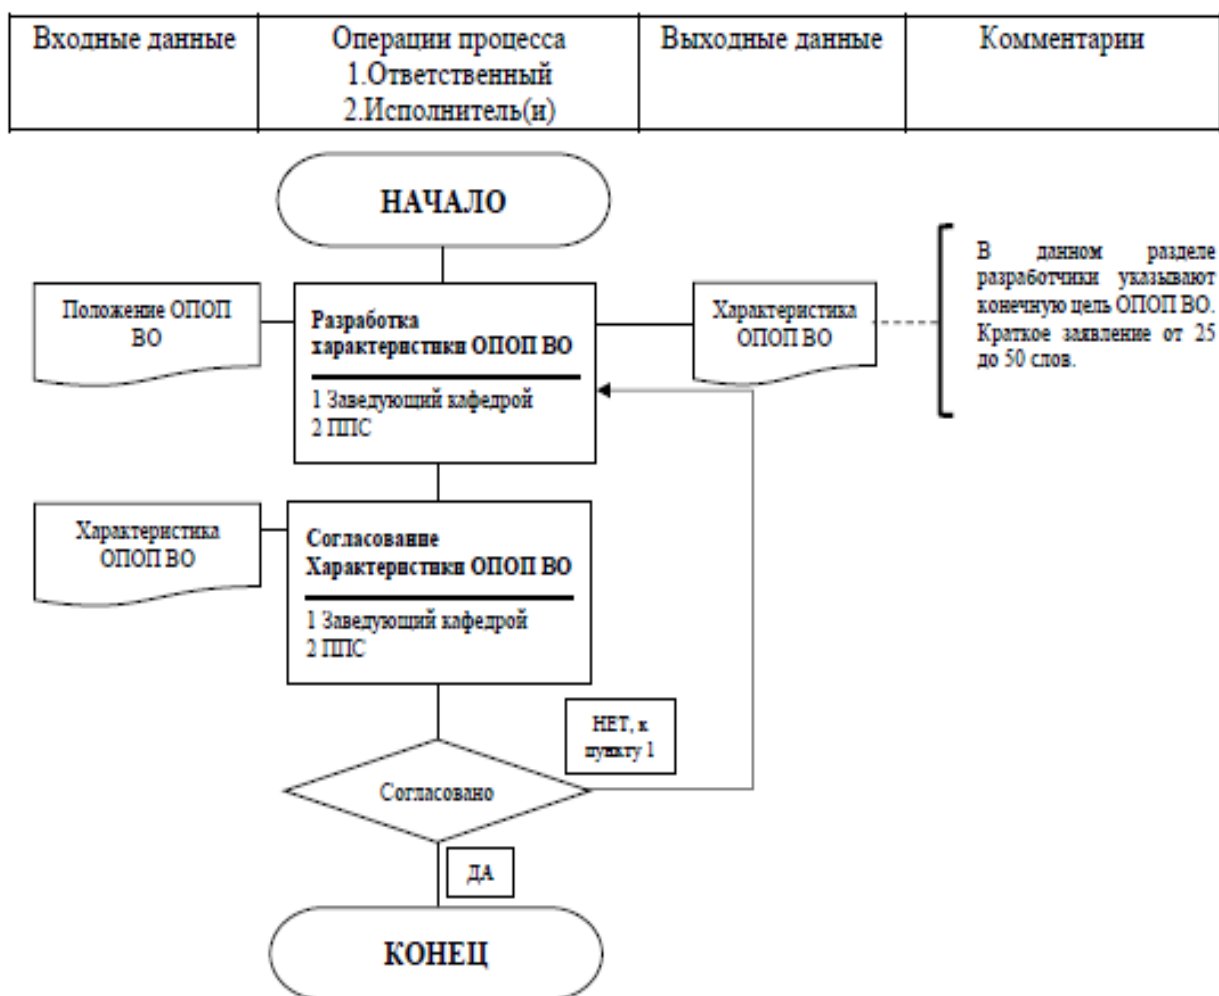 Входные данные
Операции процесса
1.Ответственный
2.Исполнитель(и)
Выходные данные
Комментарии
НАЧАЛО
Положение ОПОП
ВО
Разработка
характеристики ОПОП ВО
1 Заведующий кафедрой
2 ППС
Характеристика
ОПОП ВО
В данном разделе
разработчики указывают
конечную цель ОПОП ВО.
Краткое заявление от 25
до 50 слов.
Характеристика
ОПОП ВО
Согласование
Характеристики ОПОП ВО
1 Заведующий кафедрой
2 ППС
НЕТ, к
пункту 1
Согласовано
ДА
КОНЕЦ